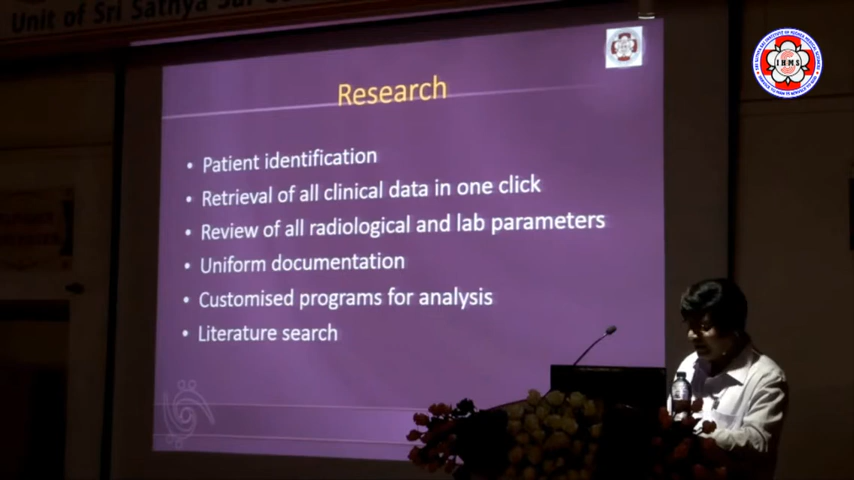 Unit of Sri Sathya Sai
Research
• Patient identification
• Retrieval of all clinical data in one click
• Review of all radiological and lab parameters
• Uniform documentation
• Customised programs for analysis
• Literature search
IHMS